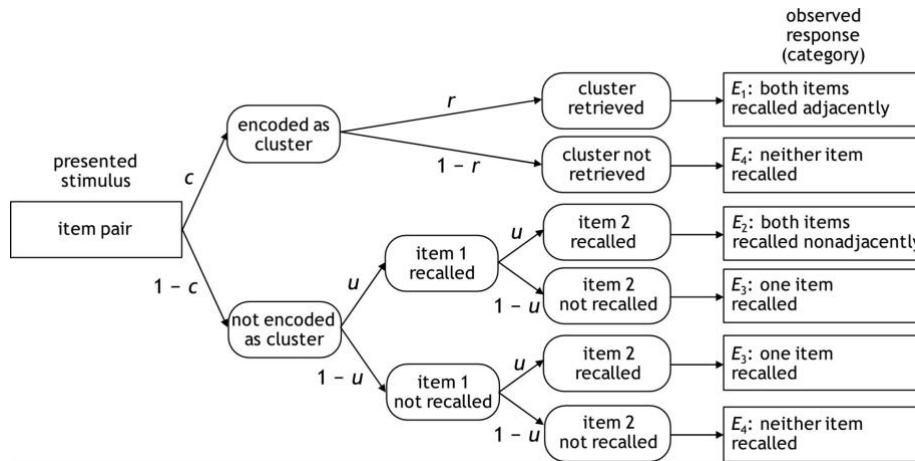 observed
response
(category)
cluster
retrieved
E1: both items
recalled adjacently
r
encoded as
cluster
1 – r
cluster not
retrieved
E4: neither item
recalled
presented
stimulus
c
item pair
item 2
recalled
E2: both items
recalled nonadjacently
u
item 1
recalled
1 – c
u
1 – u
item 2
not recalled
E3: one item
recalled
not encoded
as cluster
1 – u
u
item 2
recalled
E3: one item
recalled
item 1
not recalled
1 – u
item 2
not recalled
E4: neither item
recalled